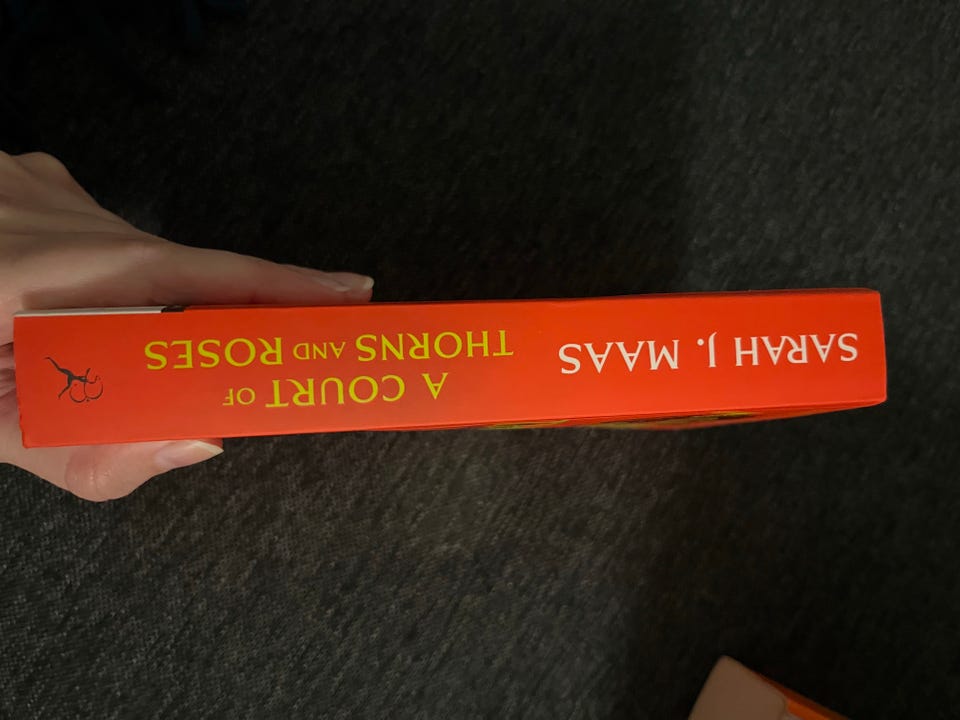 SARAH J. MAAS
A COURT OF
THORNS AND ROSES